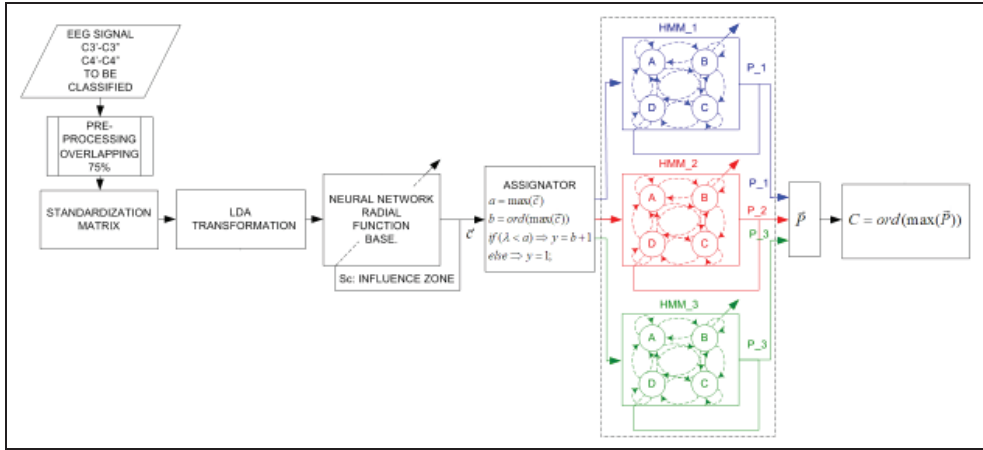 EEG SIGNAL
C3'-C3"
C4'-C4"
TO BE
CLASSIFIED
PRE-
PROCESSING
OVERLAPPING
75%
STANDARDIZATION
MATRIX
LDA
TRANSFORMATION
NEURAL NETWORK
RADIAL
FUNCTION
BASE.
Sc: INFLUENCE ZONE
c⃗
ASSIGNATOR
a = max(c⃗)
b = ord(max(c⃗))
if (λ < a) ⇒ y = b + 1
else ⇒ y = 1;
HMM_1
A
B
D
C
P_1
HMM_2
A
B
D
C
P_1
P_2
P_3
HMM_3
A
B
D
C
P_3
P⃗
C = ord(max(P⃗))